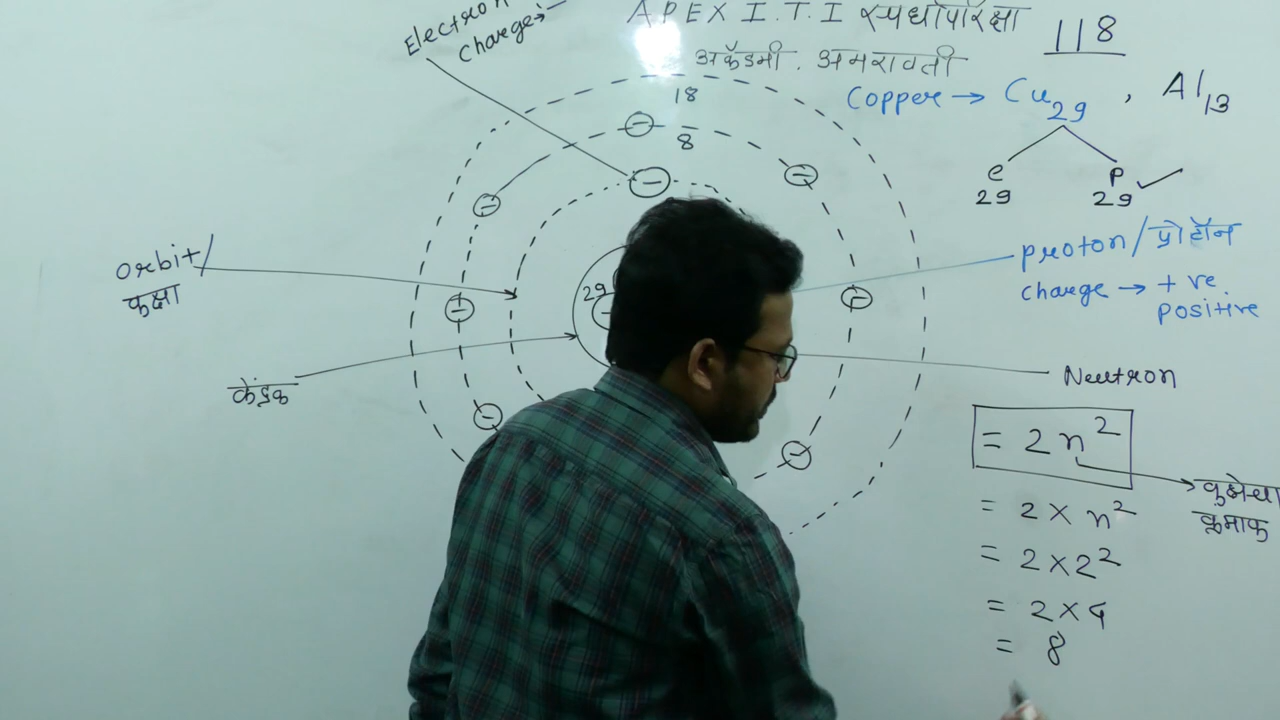 Electron
charge:-
APEX I.T.I स्पर्धापरिक्षा
अकॅडमी. अमरावती
118
Copper → Cu29, Al13
e
29
P
29
18
8
orbit/
कक्षा
29
केंद्रक
proton/प्रोटॉन
charge → +ve.
positive
Neutron
= 2n²
= 2×n²
= 2×2²
= 2×4
= 8
कक्षेचा
क्रमांक